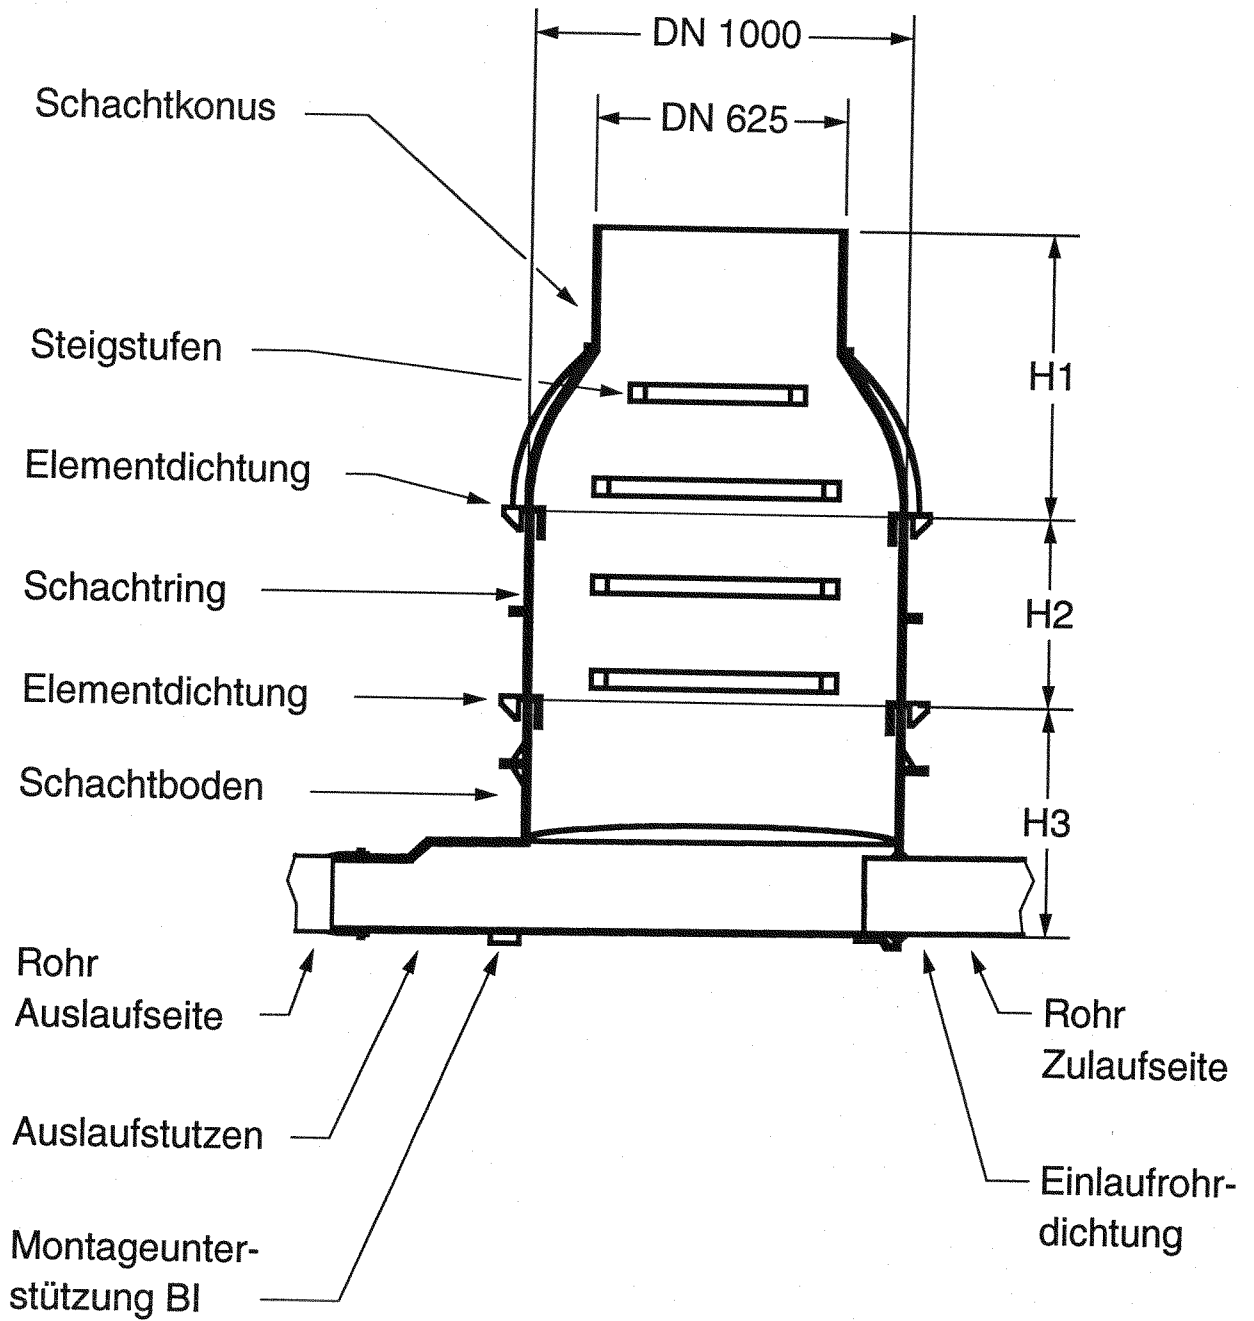 DN 1000
Schachtkonus
DN 625
Steigstufen
H1
Elementdichtung
Schachtring
H2
Elementdichtung
Schachtboden
H3
Rohr
Auslaufseite
Rohr
Zulaufseite
Auslaufstutzen
Einlaufrohr-
dichtung
Montageunter-
stützung BI